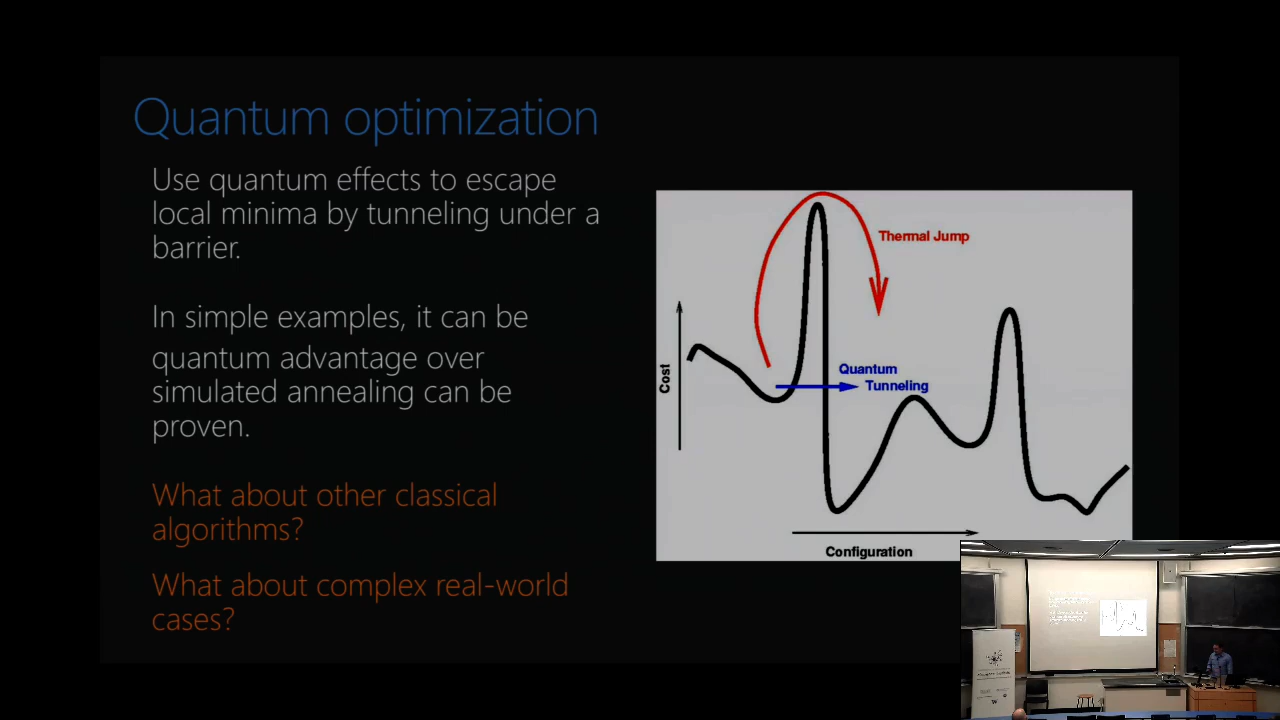 Quantum optimization
Use quantum effects to escape
local minima by tunneling under a
barrier.
In simple examples, it can be
quantum advantage over
simulated annealing can be
proven.
What about other classical
algorithms?
What about complex real-world
cases?
Thermal Jump
Quantum
Tunneling
Cost
Configuration